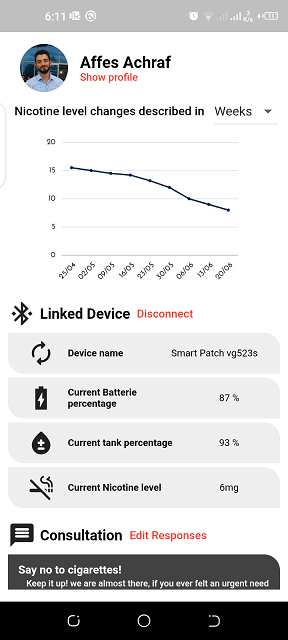 6:11
3
K/s
11
Affes Achraf
Show profile
Nicotine level changes described in Weeks
20
15
10
5
0
25/04 02/05 09/05 16/05 23/05 30/05 06/06 13/06 20/06
Linked Device Disconnect
Device name Smart Patch vg523s
Current Batterie
percentage
87 %
Current tank percentage 93 %
Current Nicotine level 6mg
Consultation Edit Responses
Say no to cigarettes!
Keep it up! we are almost there, if you ever felt an urgent need